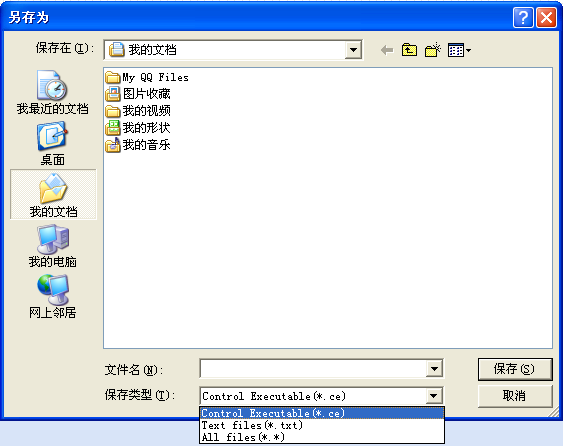 另存为
保存在(I):
我的文档
我最近的文档
桌面
我的文档
我的电脑
网上邻居
My QQ Files
图片收藏
我的视频
我的形状
我的音乐
文件名(N):
保存(S)
保存类型(T):
Control Executable(*.ce)
取消
Control Executable(*.ce)
Text files(*.txt)
All files(*.*)